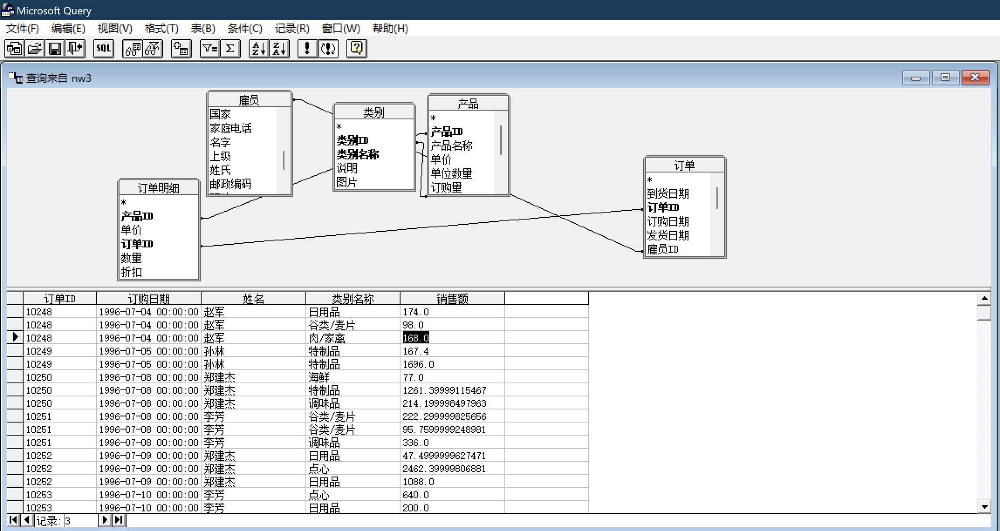 Microsoft Query
文件(F) 编辑(E) 视图(V) 格式(T) 表(B) 条件(C) 记录(R) 窗口(W) 帮助(H)
SQL
查询来自 nw3
雇员
国家
家庭电话
名字
上级
姓氏
邮政编码
类别
*
类别ID
类别名称
说明
图片
产品
*
产品ID
产品名称
单价
单位数量
订购量
订单
*
到货日期
订单ID
订购日期
发货日期
雇员ID
订单明细
*
产品ID
单价
订单ID
数量
折扣
订单ID 订购日期 姓名 类别名称 销售额
10248 1996-07-04 00:00:00 赵军 日用品 174.0
10248 1996-07-04 00:00:00 赵军 谷类/麦片 98.0
10248 1996-07-04 00:00:00 赵军 肉/家禽 168.0
10249 1996-07-05 00:00:00 孙林 特制品 167.4
10249 1996-07-05 00:00:00 孙林 特制品 1696.0
10250 1996-07-08 00:00:00 郑建杰 海鲜 77.0
10250 1996-07-08 00:00:00 郑建杰 特制品 1261.39999115467
10250 1996-07-08 00:00:00 郑建杰 调味品 214.199998497963
10251 1996-07-08 00:00:00 李芳 谷类/麦片 222.299999825656
10251 1996-07-08 00:00:00 李芳 谷类/麦片 95.7599999248981
10251 1996-07-08 00:00:00 李芳 调味品 336.0
10252 1996-07-09 00:00:00 郑建杰 日用品 47.4999999627471
10252 1996-07-09 00:00:00 郑建杰 点心 2462.39999806881
10252 1996-07-09 00:00:00 郑建杰 日用品 1088.0
10253 1996-07-10 00:00:00 李芳 点心 640.0
10253 1996-07-10 00:00:00 李芳 日用品 200.0
记录: 3